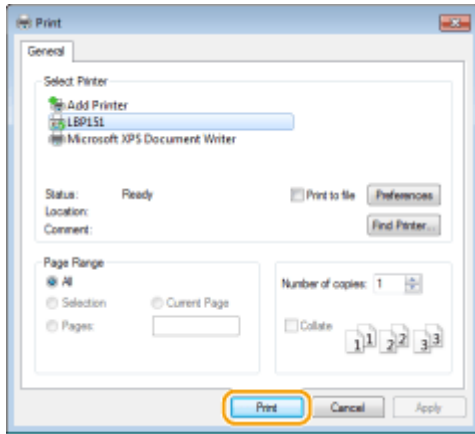 Print
General
Select Printer
Add Printer
LBP151
Microsoft XPS Document Writer
Status: Ready
Print to file
Preferences
Location:
Comment:
Find Printer...
Page Range
All
Selection
Current Page
Pages:
Number of copies: 1
Collate
1 1 2 2 3 3
Print
Cancel
Apply